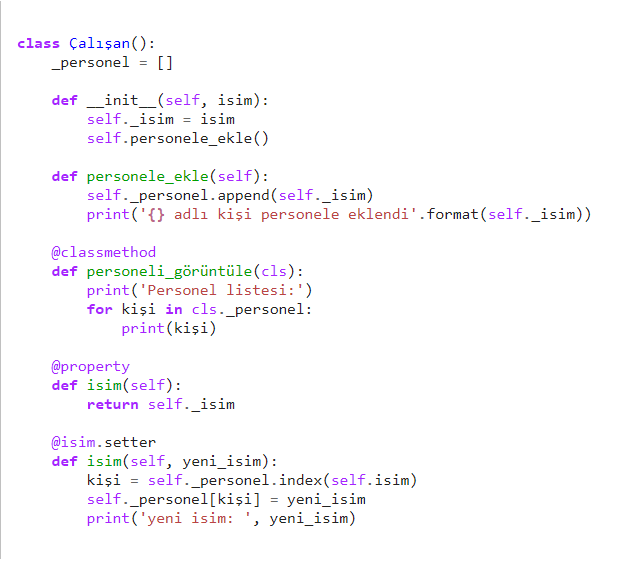 class Çalışan():
    _personel = []
    def __init__(self, isim):
        self._isim = isim
        self.personele_ekle()
    def personele_ekle(self):
        self._personel.append(self._isim)
        print('{} adlı kişi personele eklendi'.format(self._isim))
    @classmethod
    def personeli_görüntüle(cls):
        print('Personel listesi:')
        for kişi in cls._personel:
            print(kişi)
    @property
    def isim(self):
        return self._isim
    @isim.setter
    def isim(self, yeni_isim):
        kişi = self._personel.index(self.isim)
        self._personel[kişi] = yeni_isim
        print('yeni isim: ', yeni_isim)